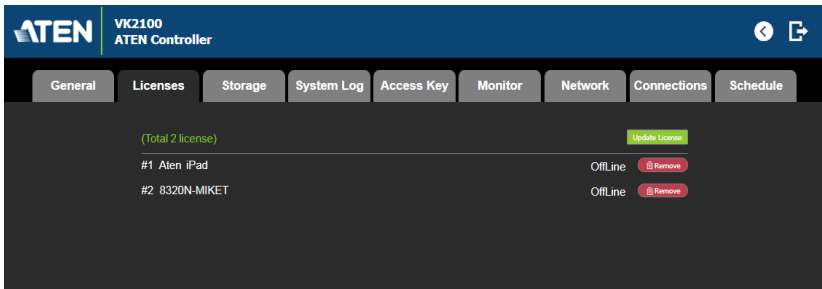 ATEN
VK2100
ATEN Controller
General Licenses Storage System Log Access Key Monitor Network Connections Schedule
(Total 2 license) Update License
#1 Aten iPad OffLine Remove
#2 8320N-MIKET OffLine Remove